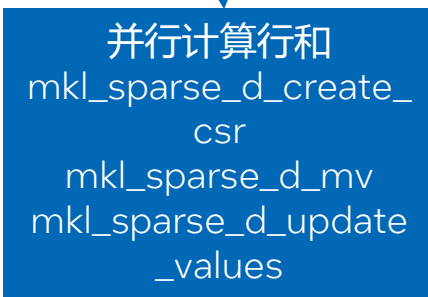 并行计算行和
mkl_sparse_d_create_
csr
mkl_sparse_d_mv
mkl_sparse_d_update
_values